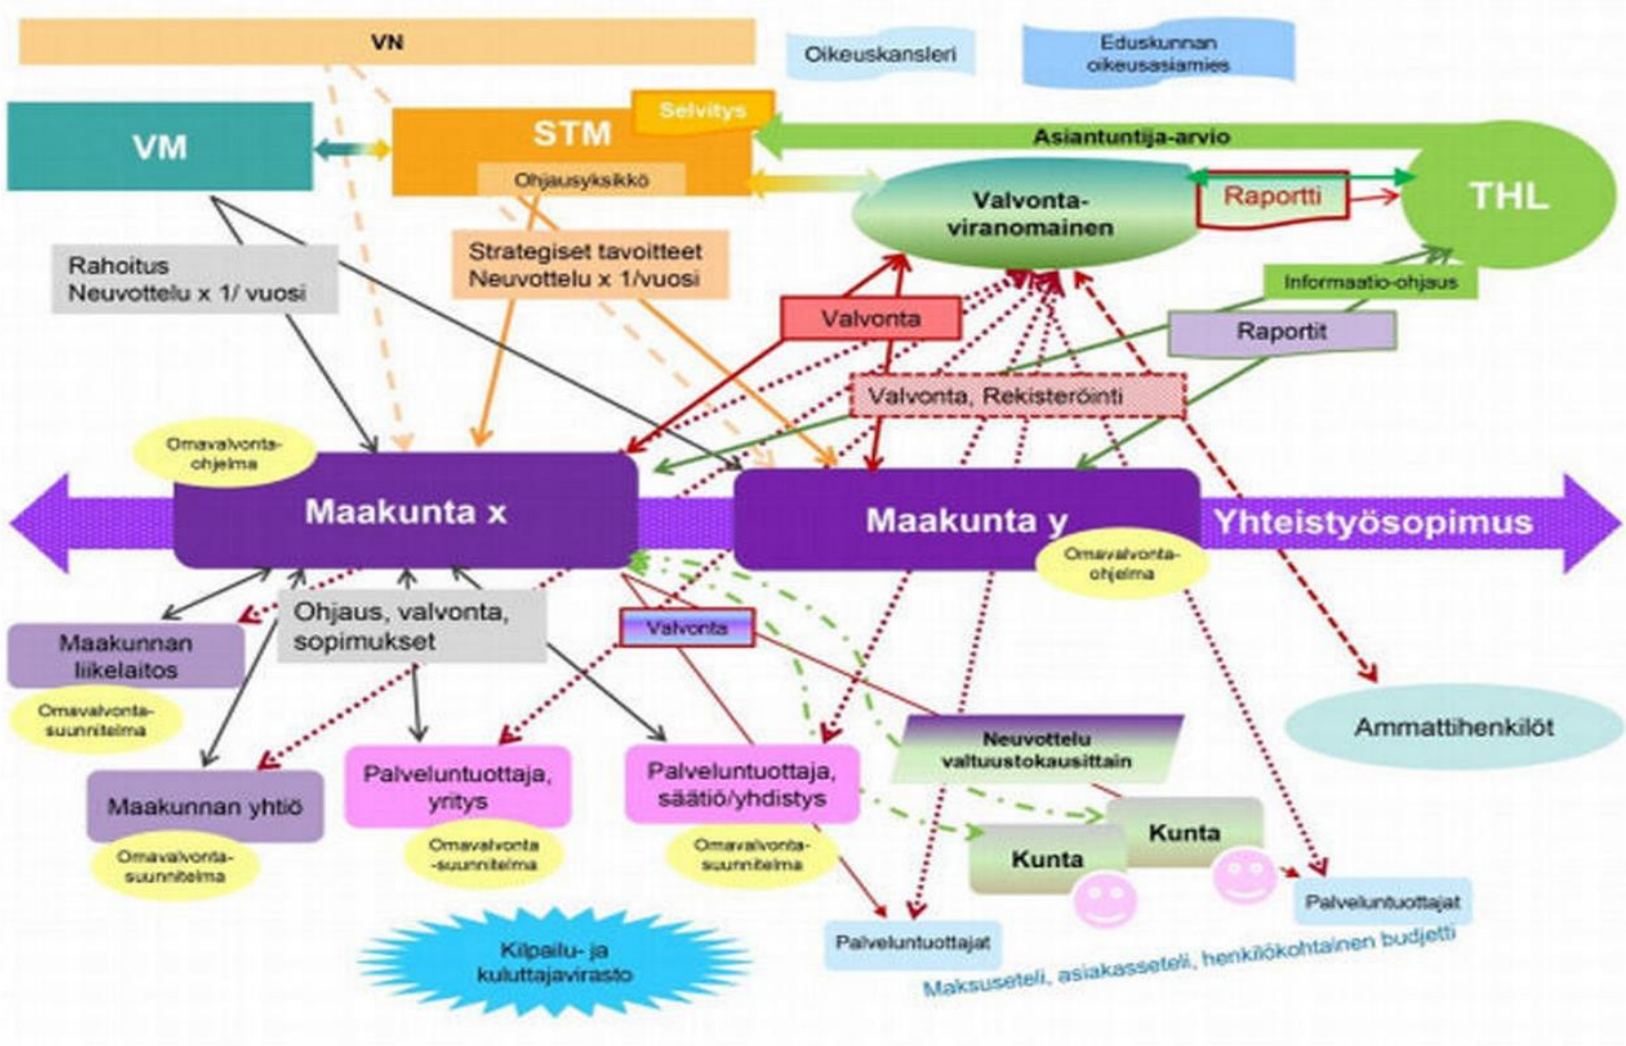 VN
Oikeuskansleri
Eduskunnan
oikeusasiamies
VM
STM
Selvitys
Ohjausyksikkö
Asiantuntija-arvio
Valvonta-
viranomainen
Raportti
THL
Rahoitus
Neuvottelu x 1/ vuosi
Strategiset tavoitteet
Neuvottelu x 1/vuosi
Informaatio-ohjaus
Valvonta
Raportit
Valvonta, Rekisteröinti
Omavalvonta-
ohjelma
Maakunta x
Maakunta y
Yhteistyösopimus
Omavalvonta-
ohjelma
Ohjaus, valvonta,
sopimukset
Valvonta
Maakunnan
liikelaitos
Omavalvonta-
suunnitelma
Maakunnan yhtiö
Omavalvonta-
suunnitelma
Palveluntuottaja,
yritys
Omavalvonta
-suunnitelma
Palveluntuottaja,
säätiö/yhdistys
Omavalvonta-
suunnitelma
Neuvottelu
valtuustokausittain
Ammattihenkilöt
Kunta
Kunta
Palveluntuottajat
Palveluntuottajat
Kilpailu- ja
kuluttajavirasto
Maksuseteli, asiakasseteli, henkilökohtainen budjetti